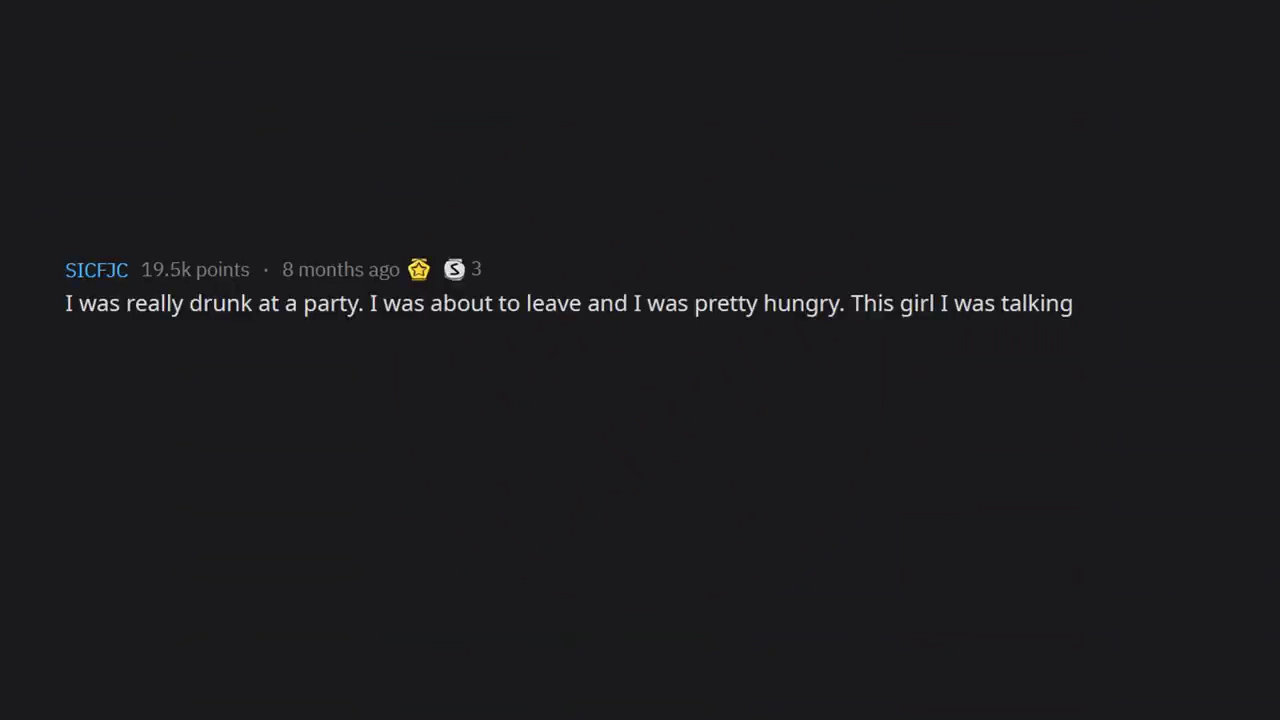 SICFJC 19.5k points · 8 months ago S 3
I was really drunk at a party. I was about to leave and I was pretty hungry. This girl I was talking